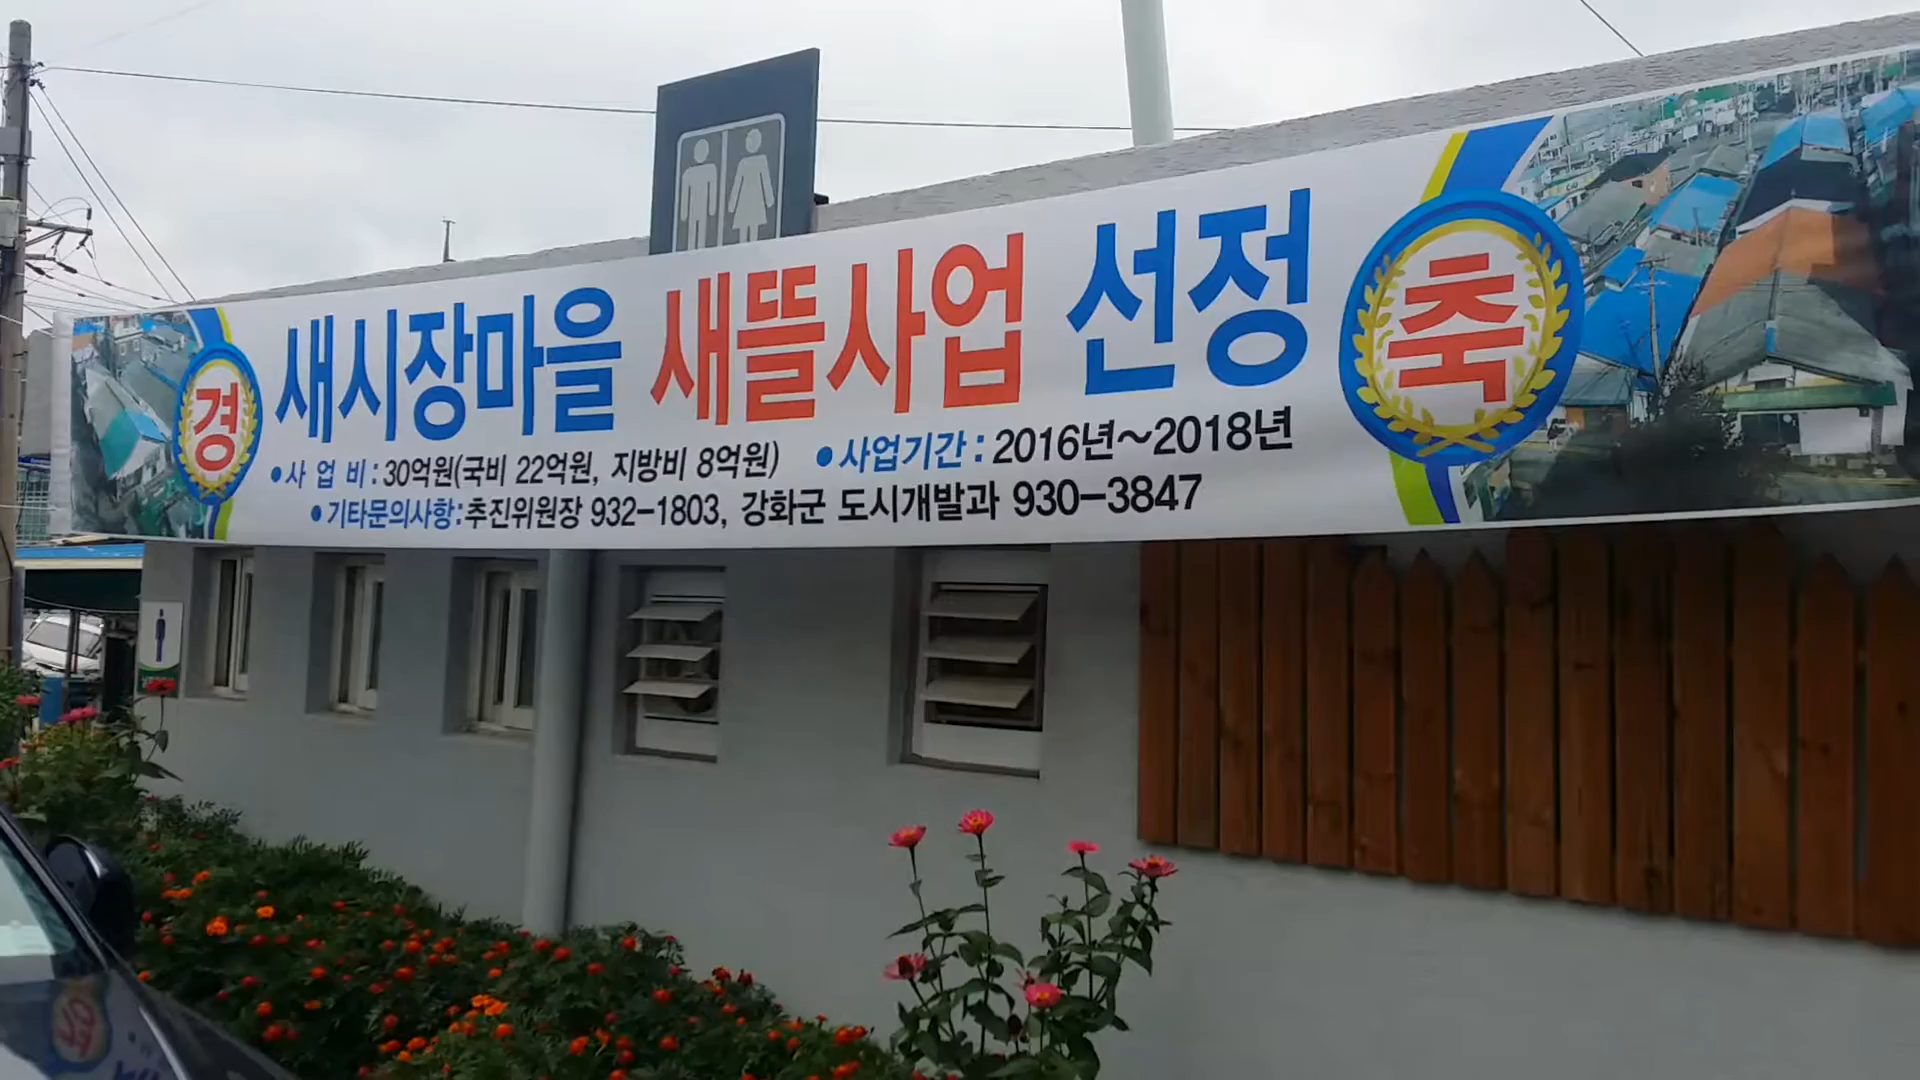 경 새시장마을 새뜰사업 선정 축
•사 업 비 : 30억원(국비 22억원, 지방비 8억원) •사업기간 : 2016년~2018년
•기타문의사항:추진위원장 932-1803, 강화군 도시개발과 930-3847